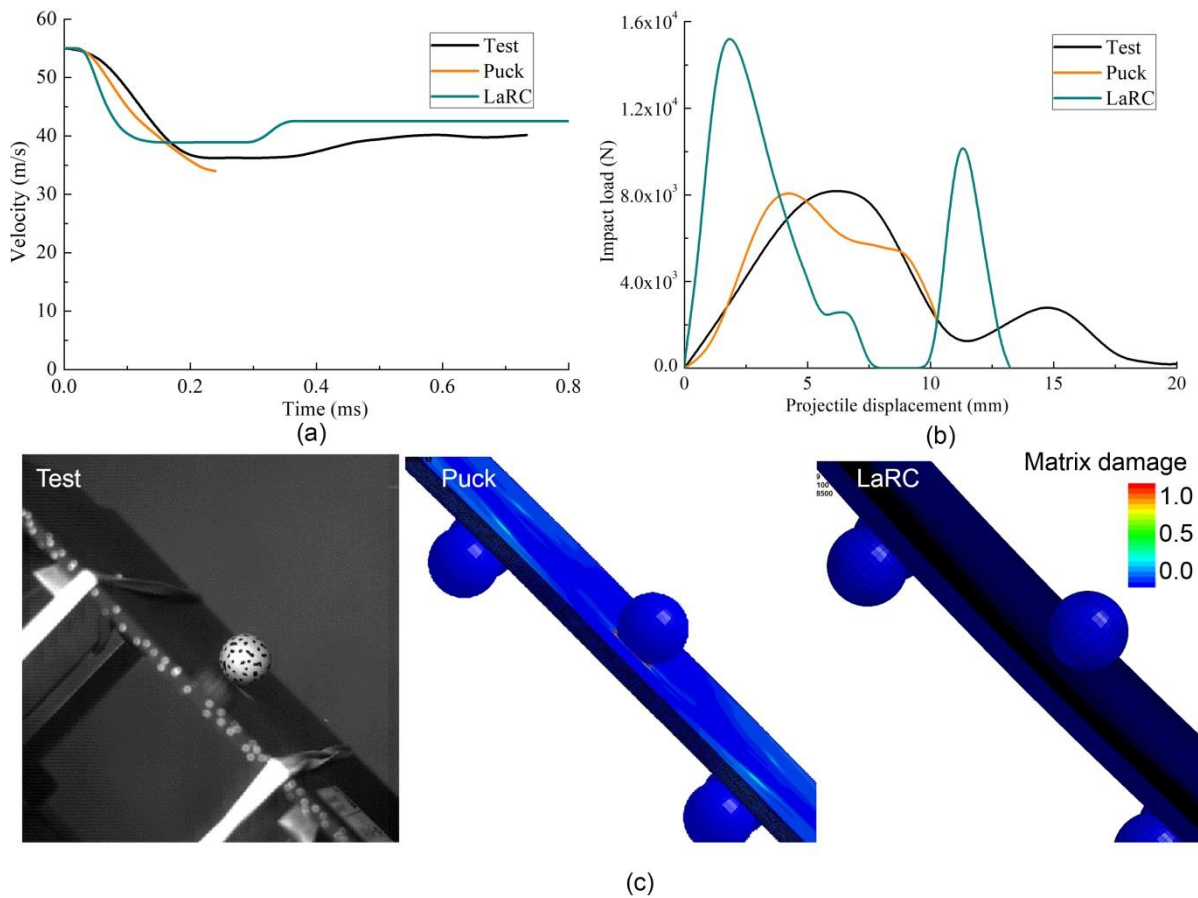 60
50
40
30
20
10
0
Velocity (m/s)
0.0 0.2 0.4 0.6 0.8
Time (ms)
Test
Puck
LaRC
(a)
1.6x10⁴
1.2x10⁴
8.0x10³
4.0x10³
0.0
Impact load (N)
0 5 10 15 20
Projectile displacement (mm)
Test
Puck
LaRC
(b)
Test
Puck
LaRC
9
100
8500
Matrix damage
1.0
0.5
0.0
(c)